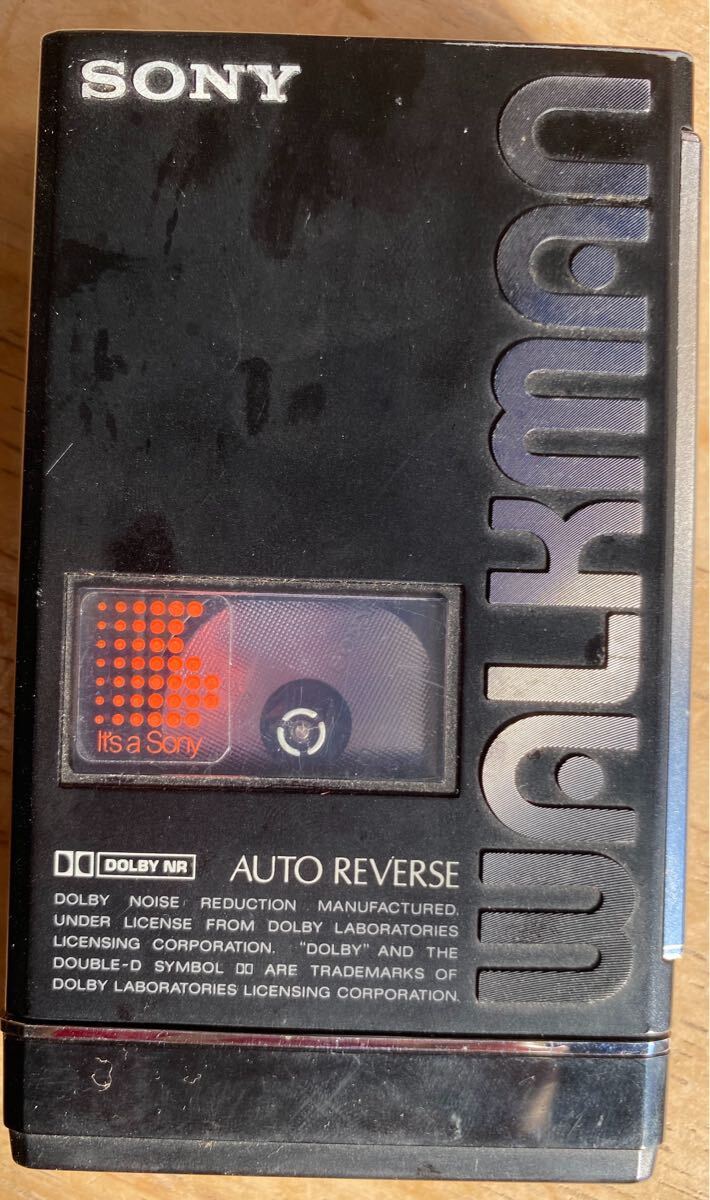 SONY
WALKMAN
It's a Sony
DOLBY NR
AUTO REVERSE
DOLBY NOISE REDUCTION MANUFACTURED.
UNDER LICENSE FROM DOLBY LABORATORIES
LICENSING CORPORATION. "DOLBY" AND THE
DOUBLE-D SYMBOL ARE TRADEMARKS OF
DOLBY LABORATORIES LICENSING CORPORATION.